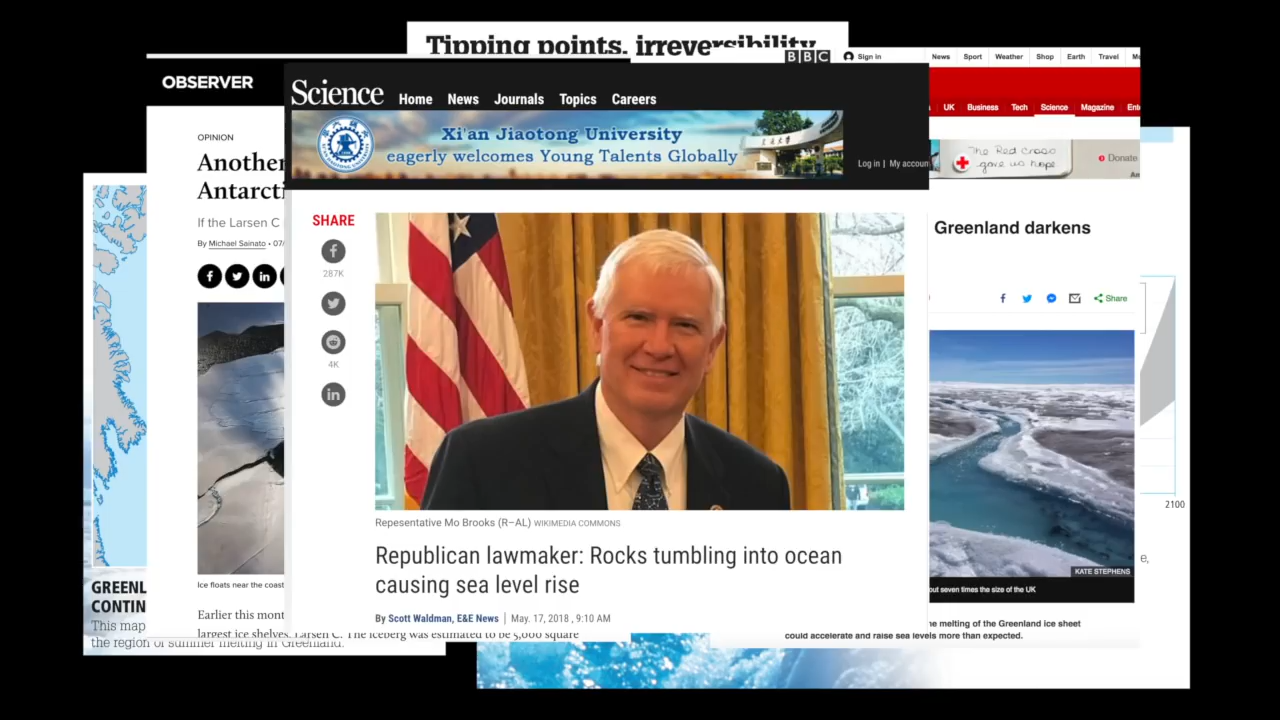 Tipping points, irreversibility,
OBSERVER
OPINION
Another
Antarcti
If the Larsen C
By Michael Sainato • 07/
Ice floats near the coast
Earlier this mont
largest ice shelves, Larsen C. The iceberg was estimated to be 5,000 square
GREENL
CONTIN
This map
the region of summer melting in Greenland.
Science
Home News Journals Topics Careers
Xi'an Jiaotong University
eagerly welcomes Young Talents Globally
Log in | My accoun
SHARE
287K
4K
Repesentative Mo Brooks (R–AL) WIKIMEDIA COMMONS
Republican lawmaker: Rocks tumbling into ocean
causing sea level rise
By Scott Waldman, E&E News | May. 17, 2018 , 9:10 AM
BBC Sign in News Sport Weather Shop Earth Travel
UK Business Tech Science Magazine Ente
The Red Cross
gave us hope
Donate
Greenland darkens
Share
KATE STEPHENS
out seven times the size of the UK
he melting of the Greenland ice sheet
could accelerate and raise sea levels more than expected.
2100
e,